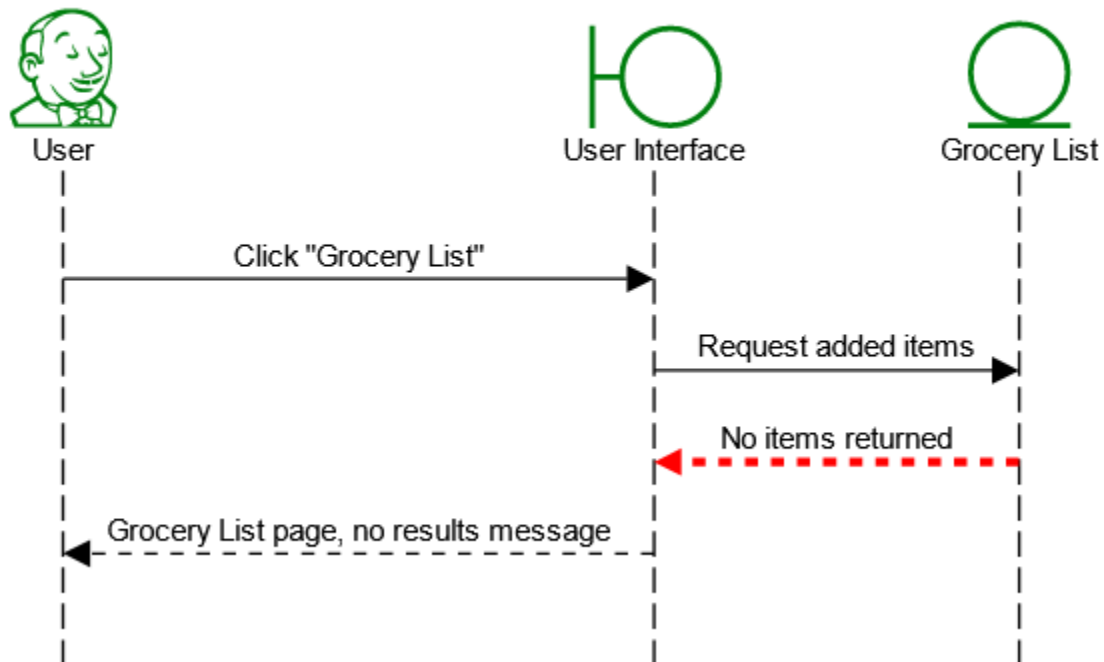 User
User Interface
Grocery List
Click "Grocery List"
Request added items
No items returned
Grocery List page, no results message